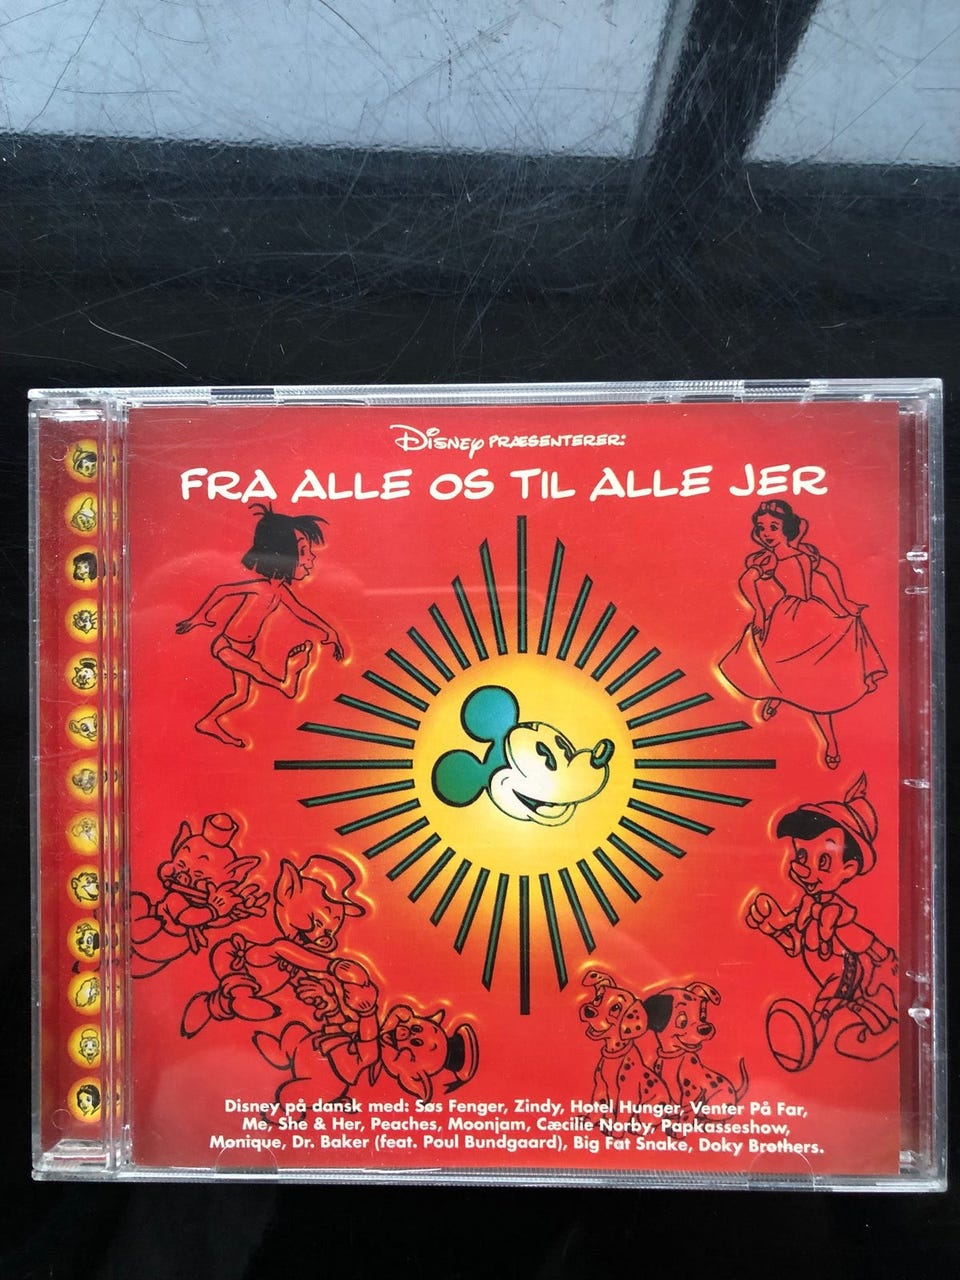 Disney PRÆSENTERER:
FRA ALLE OS TIL ALLE JER
Disney på dansk med: Søs Fenger, Zindy, Hotel Hunger, Venter På Far,
Me, She & Her, Peaches, Moonjam, Cæcilie Norby, Papkasseshow,
Monique, Dr. Baker (feat. Poul Bundgaard), Big Fat Snake, Doky Brothers.